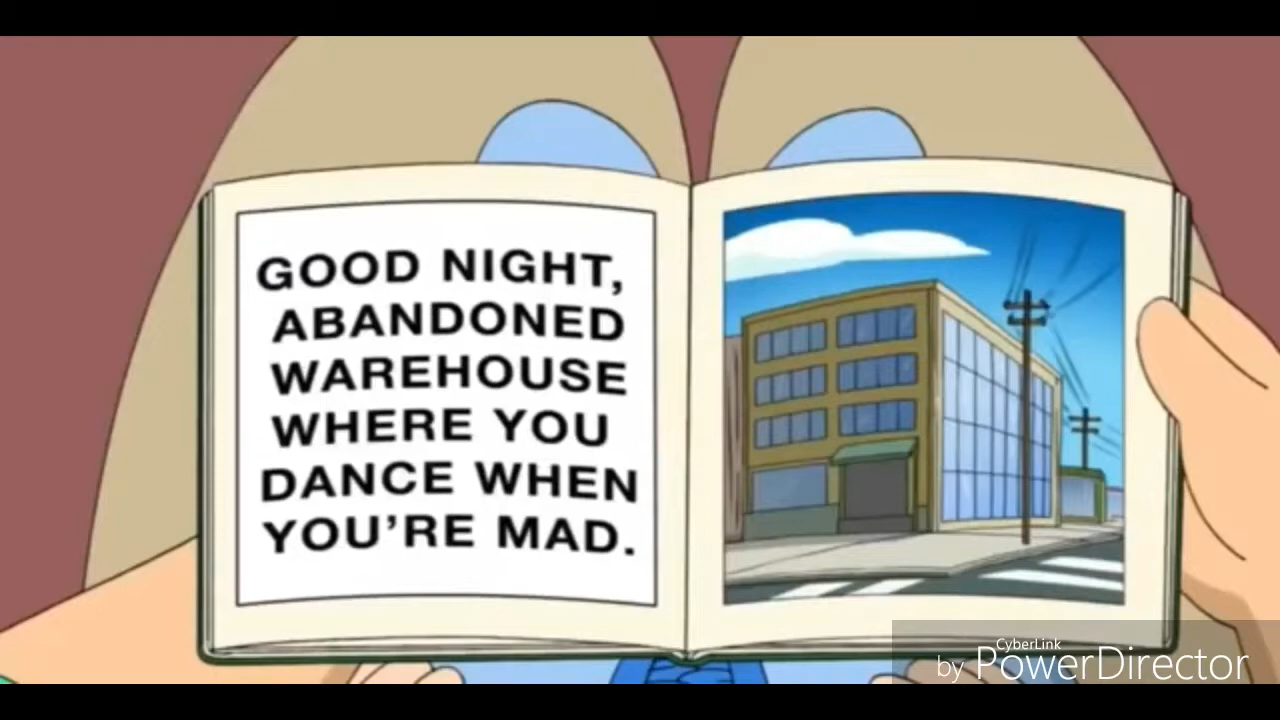 GOOD NIGHT,
ABANDONED
WAREHOUSE
WHERE YOU
DANCE WHEN
YOU'RE MAD.
CyberLink
by PowerDirector